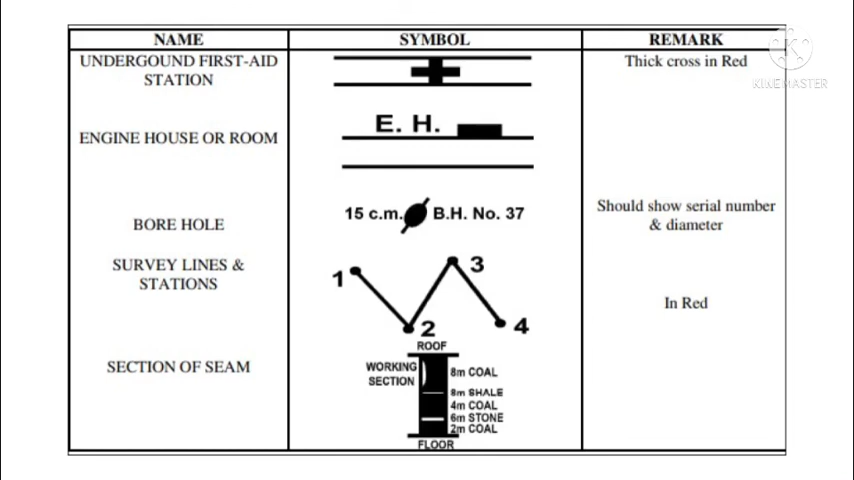 NAME SYMBOL REMARK
UNDERGOUND FIRST-AID
STATION
Thick cross in Red
KINEMASTER
ENGINE HOUSE OR ROOM
E. H.
BORE HOLE
15 c.m. B.H. No. 37
Should show serial number
& diameter
SURVEY LINES &
STATIONS
1
2
3
4
In Red
SECTION OF SEAM
ROOF
WORKING
SECTION
8m COAL
8m SHALE
4m COAL
6m STONE
2m COAL
FLOOR